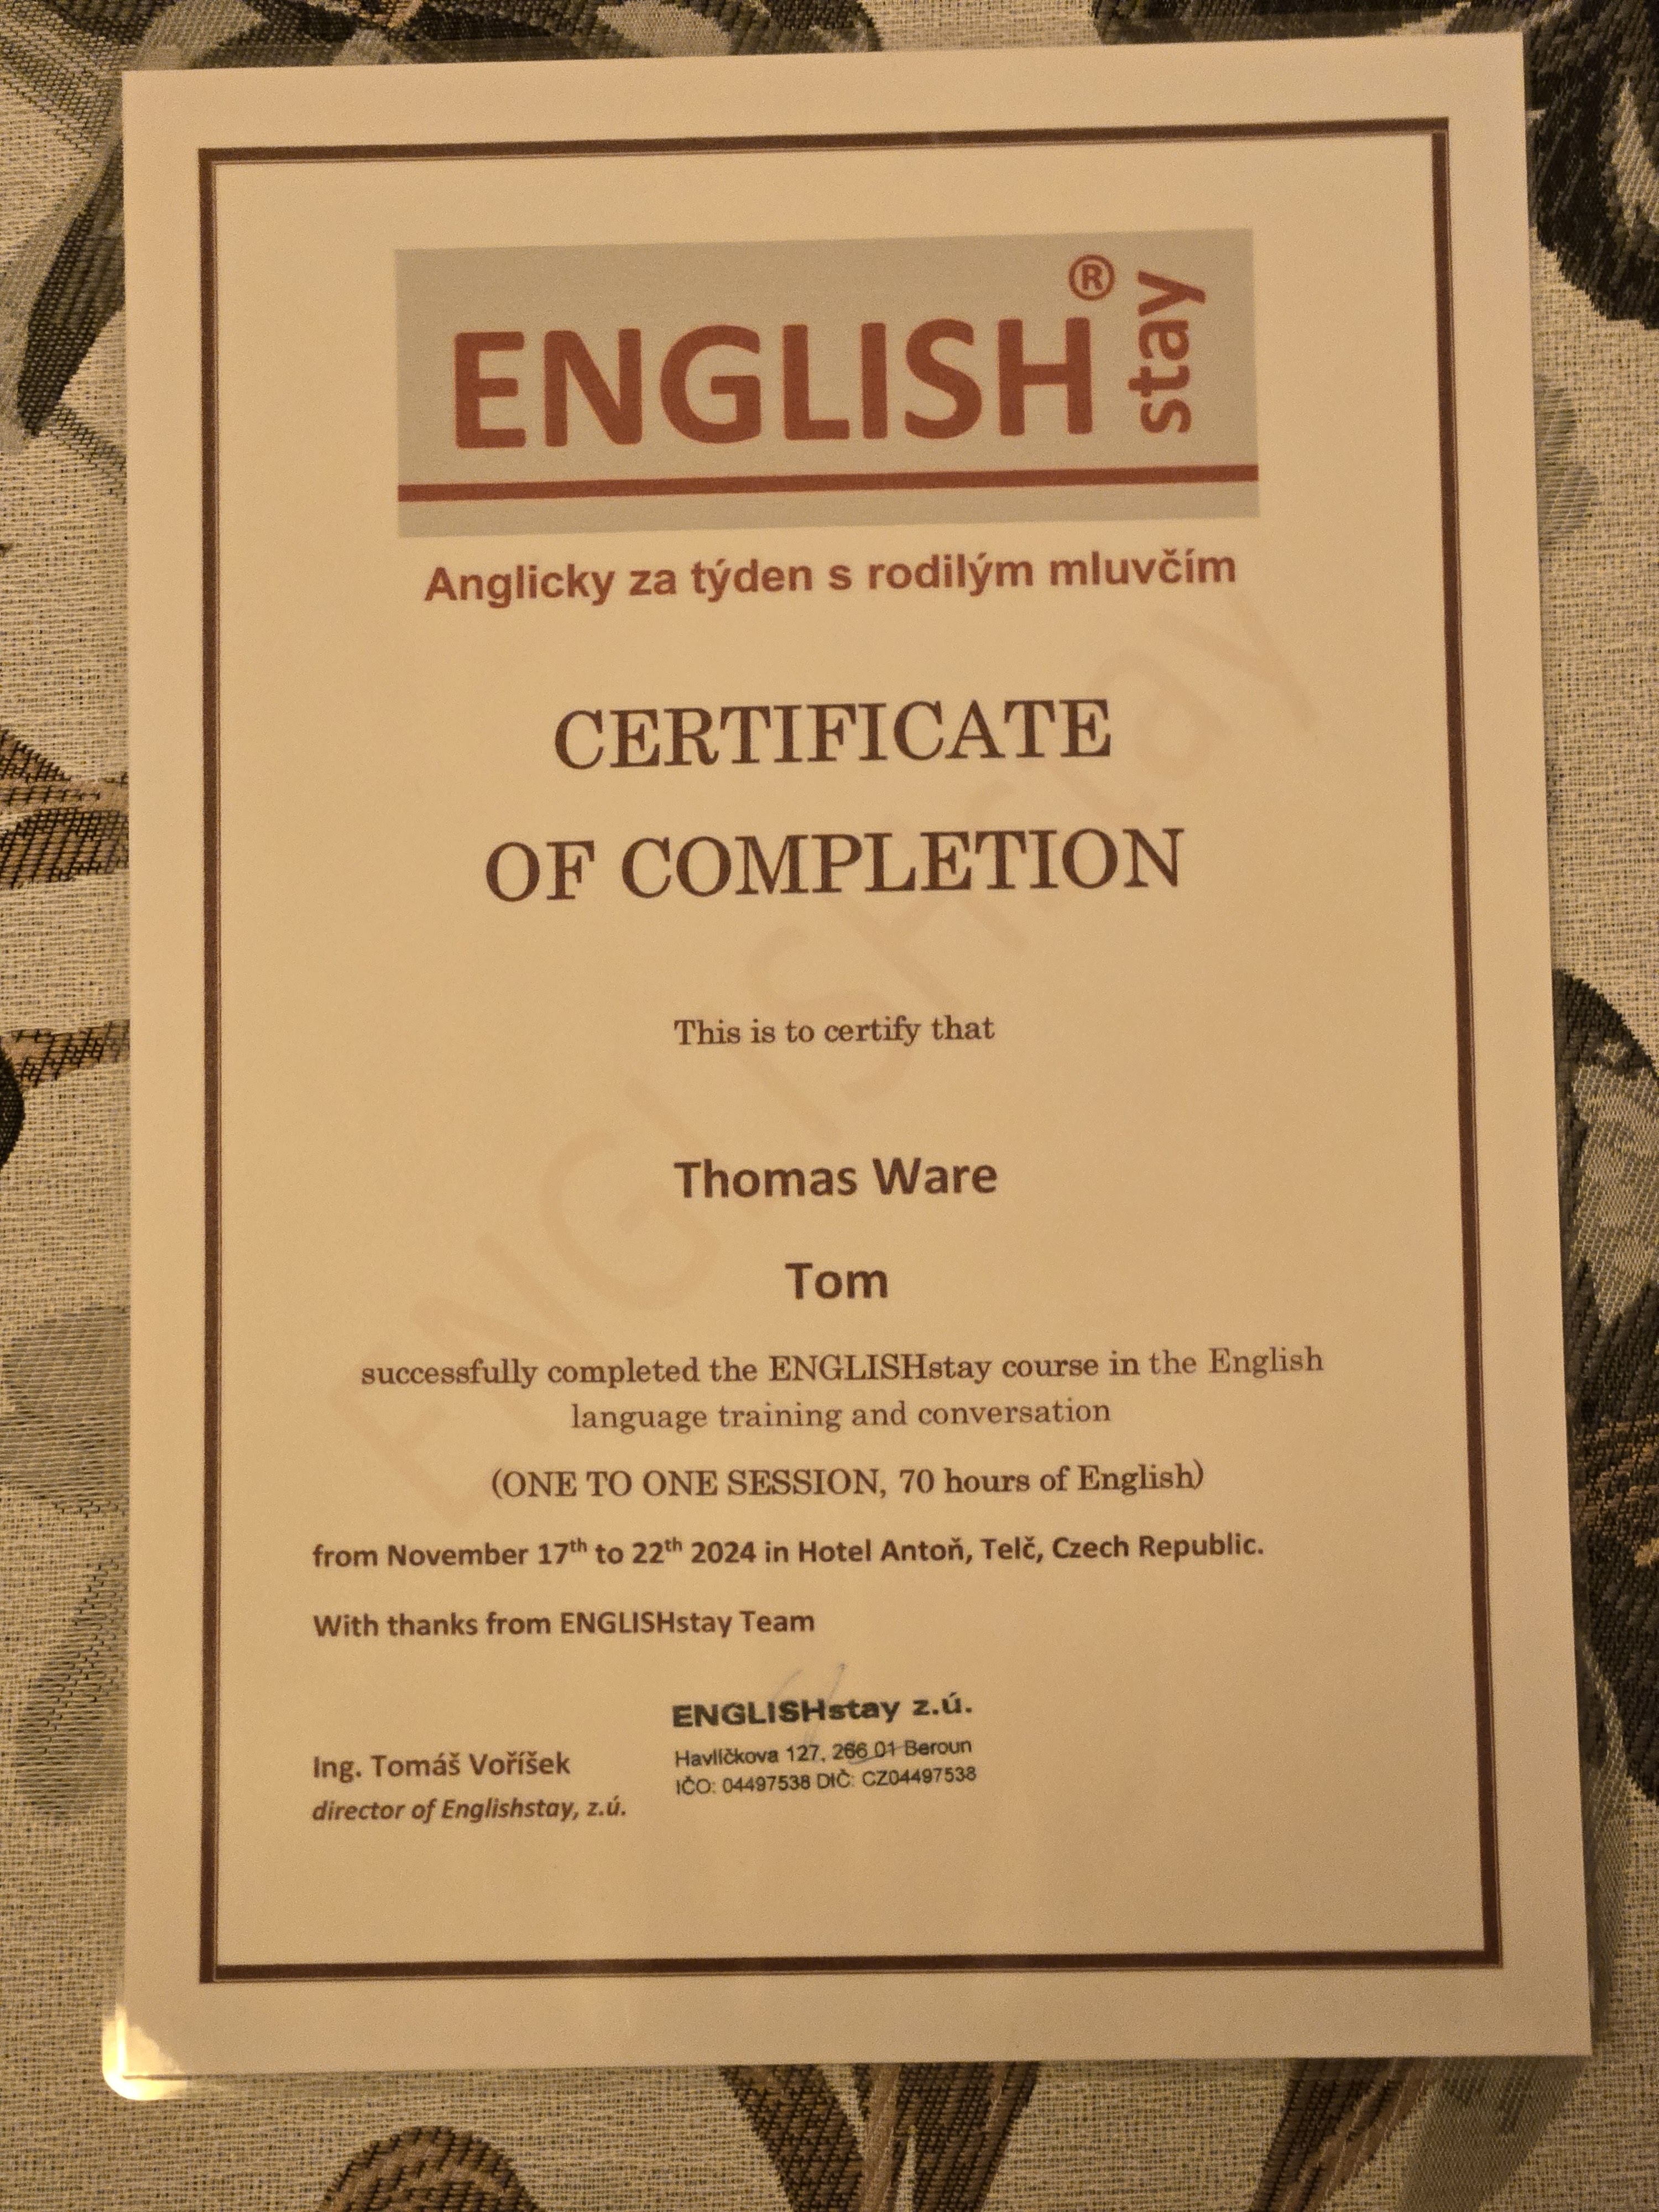 ENGLISH® stay
Anglicky za týden s rodilým mluvčím
CERTIFICATE
OF COMPLETION
This is to certify that
Thomas Ware
Tom
successfully completed the ENGLISHstay course in the English
language training and conversation
(ONE TO ONE SESSION, 70 hours of English)
from November 17th to 22th 2024 in Hotel Antoň, Telč, Czech Republic.
With thanks from ENGLISHstay Team
ENGLISHstay z.ú.
Havlíčkova 127, 266 01 Beroun
IČO: 04497538 DIČ: CZ04497538
Ing. Tomáš Voříšek
director of Englishstay, z.ú.
ENGLISHstay